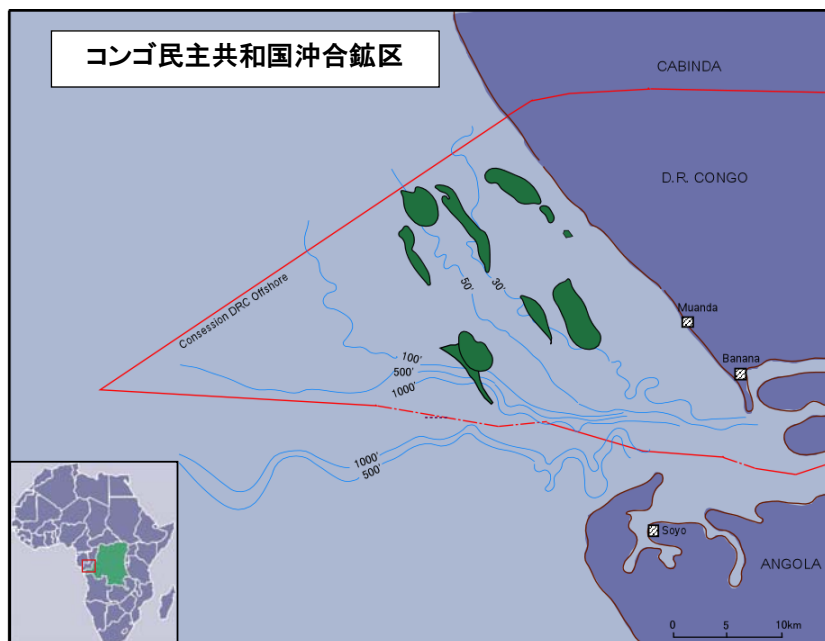 コンゴ民主共和国沖合鉱区
CABINDA
D.R. CONGO
Consession DRC Offshore
50'
30'
Muanda
Banana
100'
500'
1000'
1000'
500'
Soyo
ANGOLA
0 5 10km